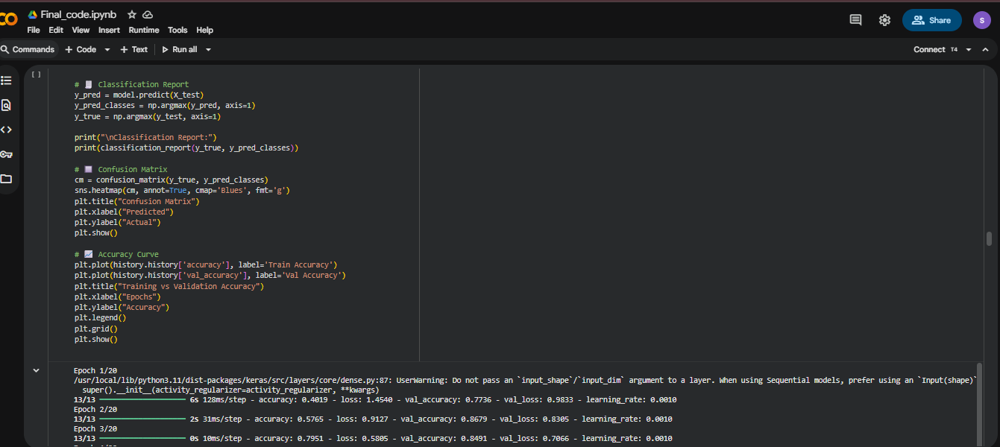 Final_code.ipynb
File Edit View Insert Runtime Tools Help
Share
S
Commands + Code + Text Run all
Connect T4
[ ]
# 🧾 Classification Report
y_pred = model.predict(X_test)
y_pred_classes = np.argmax(y_pred, axis=1)
y_true = np.argmax(y_test, axis=1)
print("\nClassification Report:")
print(classification_report(y_true, y_pred_classes))
# Confusion Matrix
cm = confusion_matrix(y_true, y_pred_classes)
sns.heatmap(cm, annot=True, cmap='Blues', fmt='g')
plt.title("Confusion Matrix")
plt.xlabel("Predicted")
plt.ylabel("Actual")
plt.show()
# 📈 Accuracy Curve
plt.plot(history.history['accuracy'], label='Train Accuracy')
plt.plot(history.history['val_accuracy'], label='Val Accuracy')
plt.title("Training vs Validation Accuracy")
plt.xlabel("Epochs")
plt.ylabel("Accuracy")
plt.legend()
plt.grid()
plt.show()
Epoch 1/20
/usr/local/lib/python3.11/dist-packages/keras/src/layers/core/dense.py:87: UserWarning: Do not pass an `input_shape`/`input_dim` argument to a layer. When using Sequential models, prefer using an `Input(shape)`
super().__init__(activity_regularizer=activity_regularizer, **kwargs)
13/13 6s 128ms/step - accuracy: 0.4019 - loss: 1.4540 - val_accuracy: 0.7736 - val_loss: 0.9833 - learning_rate: 0.0010
Epoch 2/20
13/13 2s 31ms/step - accuracy: 0.5765 - loss: 0.9127 - val_accuracy: 0.8679 - val_loss: 0.8305 - learning_rate: 0.0010
Epoch 3/20
13/13 0s 10ms/step - accuracy: 0.7951 - loss: 0.5805 - val_accuracy: 0.8491 - val_loss: 0.7066 - learning_rate: 0.0010